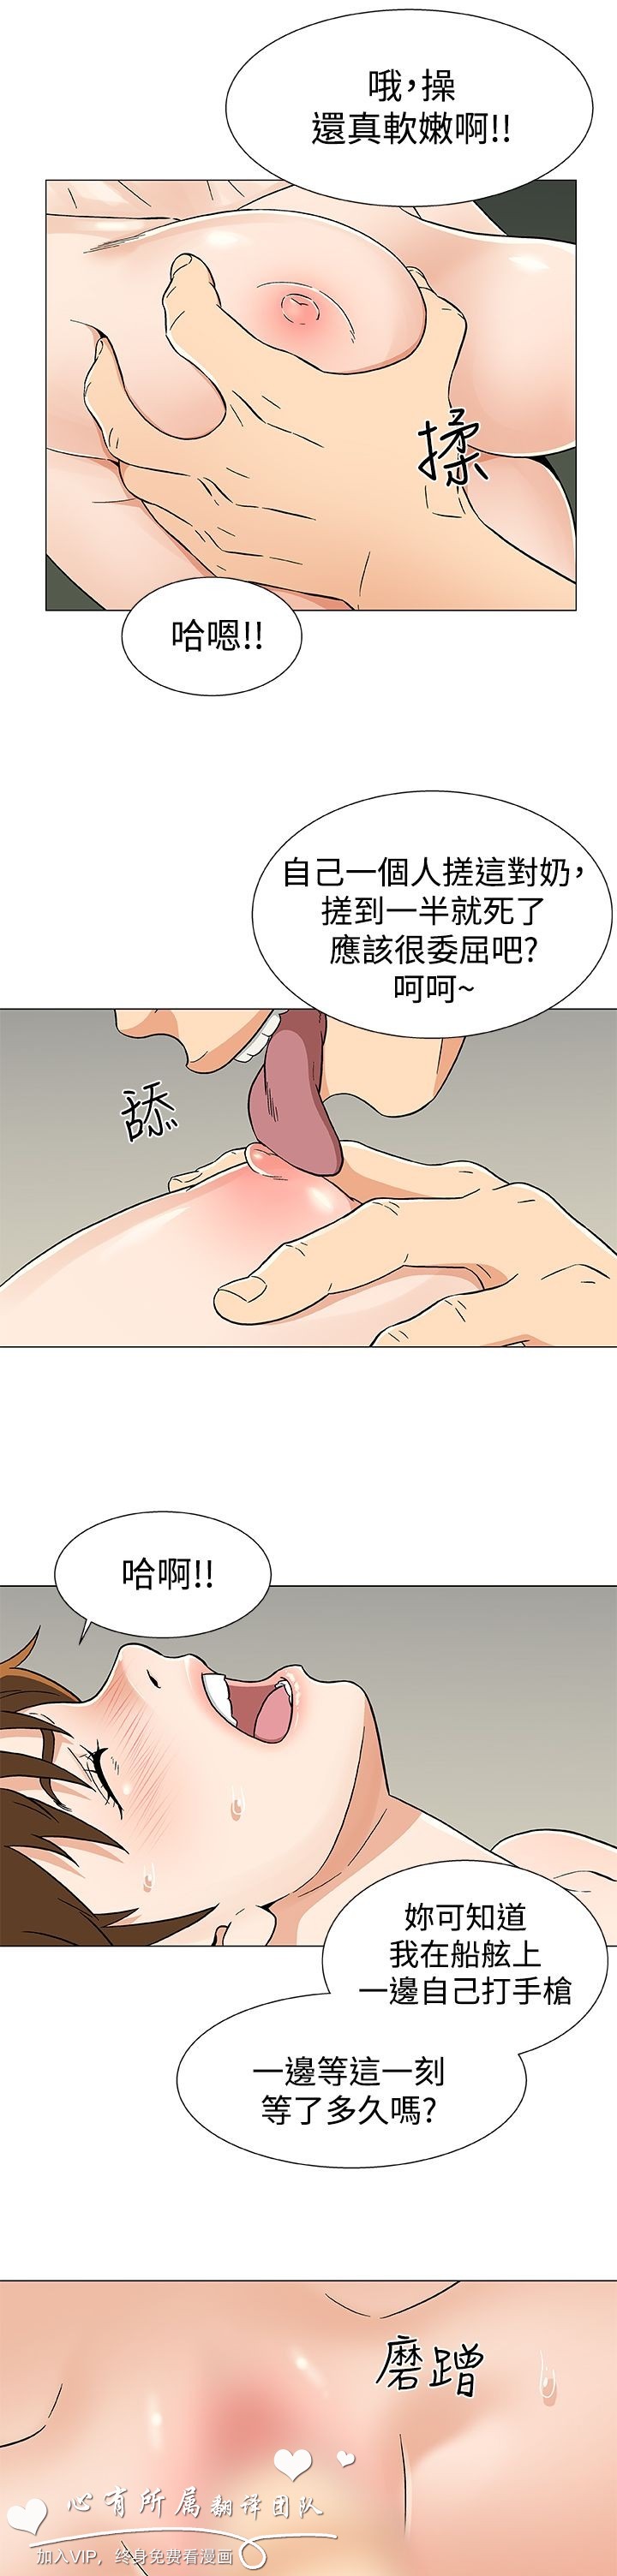 哦,操
還真軟嫩啊!!
揉
哈嗯!!
自己一個人搓這對奶,
搓到一半就死了
應該很委屈吧?
呵呵~
舔
哈啊!!
妳可知道
我在船舷上
一邊自己打手槍
一邊等這一刻
等了多久嗎?
磨蹭
心有所属翻译团队
加入VIP，终身免费看漫画